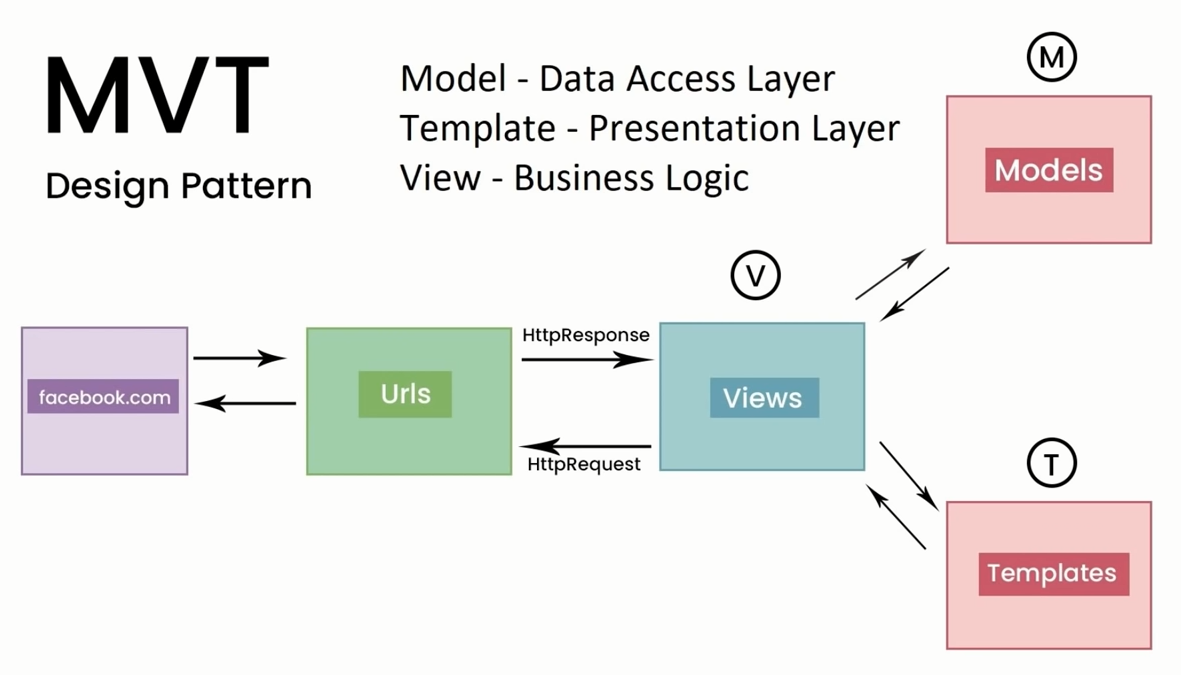 MVT
Design Pattern
Model - Data Access Layer
Template - Presentation Layer
View - Business Logic
M
Models
V
facebook.com
Urls
HttpResponse
HttpRequest
Views
T
Templates